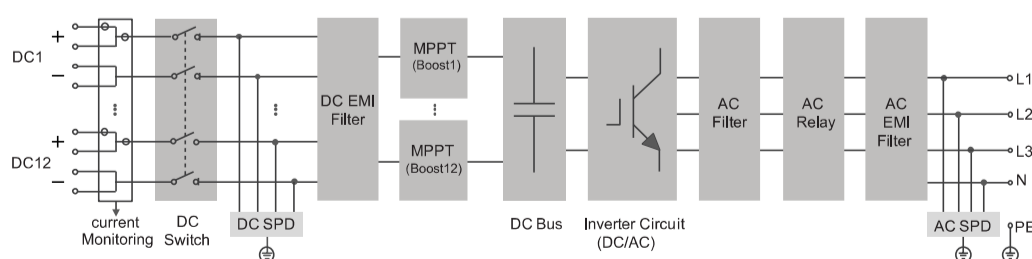 +
DC1
−
+
DC12
−
current
Monitoring
DC
Switch
DC SPD
DC EMI
Filter
MPPT
(Boost1)
MPPT
(Boost12)
DC Bus
Inverter Circuit
(DC/AC)
AC
Filter
AC
Relay
AC
EMI
Filter
AC SPD
L1
L2
L3
N
PE